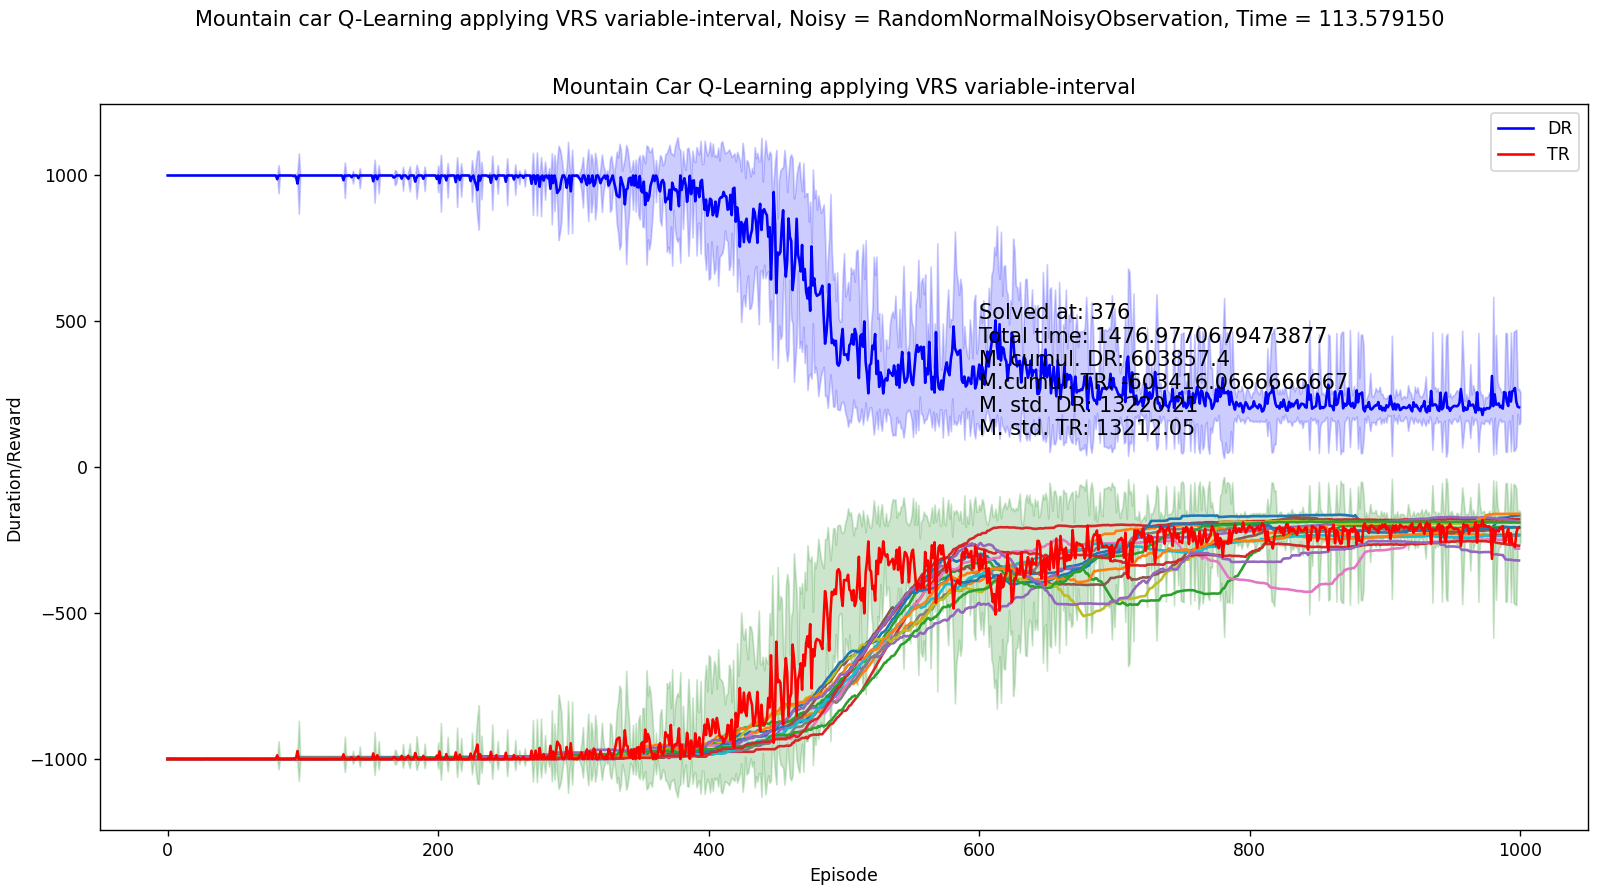 Mountain car Q-Learning applying VRS variable-interval, Noisy = RandomNormalNoisyObservation, Time = 113.579150
Mountain Car Q-Learning applying VRS variable-interval
DR
TR
1000
500
0
−500
−1000
Duration/Reward
Solved at: 376
Total time: 1476.9770679473877
M. cumul. DR: 603857.4
M.cumul. TR: -603416.0666666667
M. std. DR: 13220.21
M. std. TR: 13212.05
0 200 400 600 800 1000
Episode